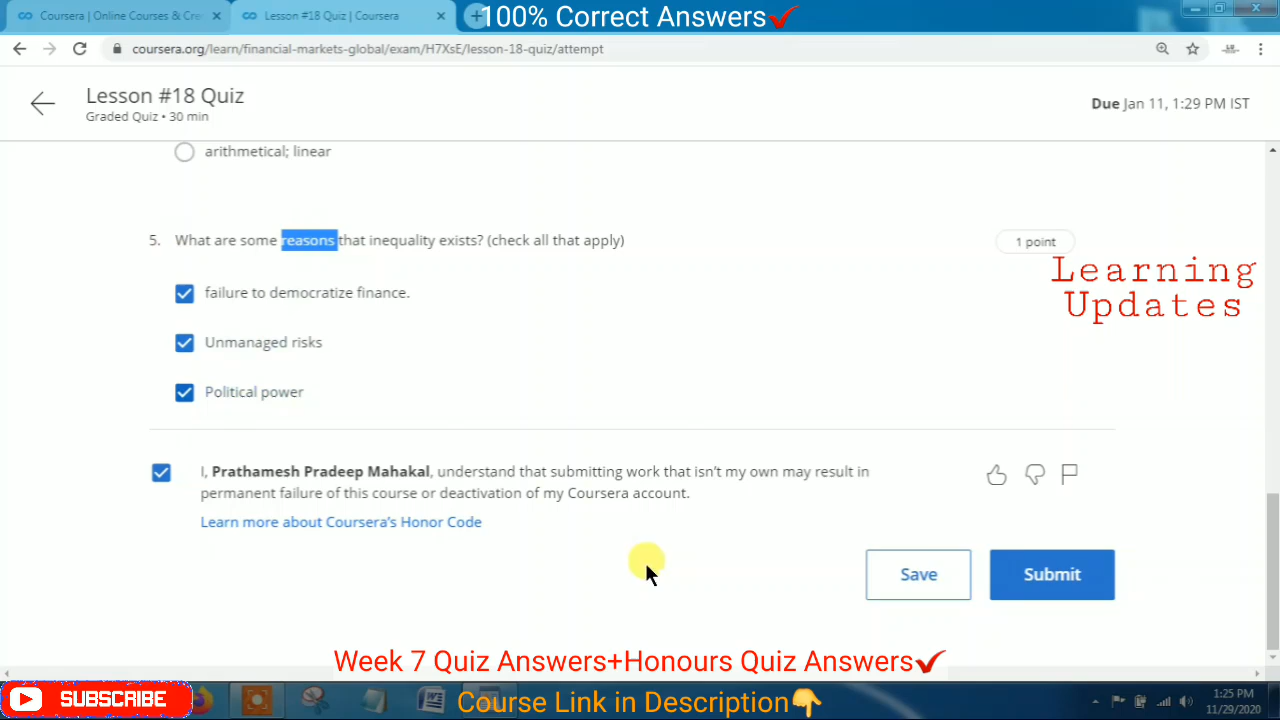 Coursera | Online Courses & Cre
Lesson #18 Quiz | Coursera
100% Correct Answers
coursera.org/learn/financial-markets-global/exam/H7XsE/lesson-18-quiz/attempt
Lesson #18 Quiz
Graded Quiz • 30 min
Due Jan 11, 1:29 PM IST
arithmetical; linear
5. What are some reasons that inequality exists? (check all that apply)
1 point
failure to democratize finance.
Learning
Updates
Unmanaged risks
Political power
I, Prathamesh Pradeep Mahakal, understand that submitting work that isn't my own may result in
permanent failure of this course or deactivation of my Coursera account.
Learn more about Coursera's Honor Code
Save
Submit
Week 7 Quiz Answers+Honours Quiz Answers
SUBSCRIBE
Course Link in Description
1:25 PM
11/29/2020